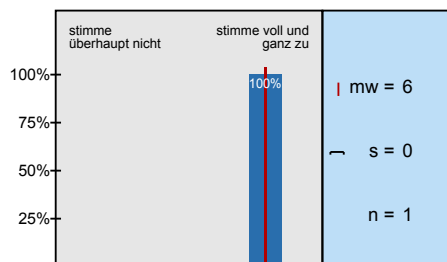 stimme
überhaupt nicht
stimme voll und
ganz zu
100%
75%
50%
25%
100%
mw = 6
s = 0
n = 1